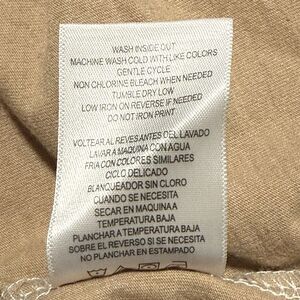 WASH INSIDE OUT
MACHINE WASH COLD WITH LIKE COLORS
GENTLE CYCLE
NON CHLORINE BLEACH WHEN NEEDED
TUMBLE DRY LOW
LOW IRON ON REVERSE IF NEEDED
DO NOT IRON PRINT
VOLTEAR AL REVES ANTES DEL LAVADO
LAVAR A MAQUINA CON AGUA
FRIA CON COLORES SIMILARES
CICLO DELICADO
BLANQUEADOR SIN CLORO
CUANDO SE NECESITA
SECAR EN MAQUINA A
TEMPERATURA BAJA
PLANCHAR A TEMPERATURA BAJA
SOBRE EL REVERSO SI SE NECESITA
NO PLANCHAR EN ESTAMPADO